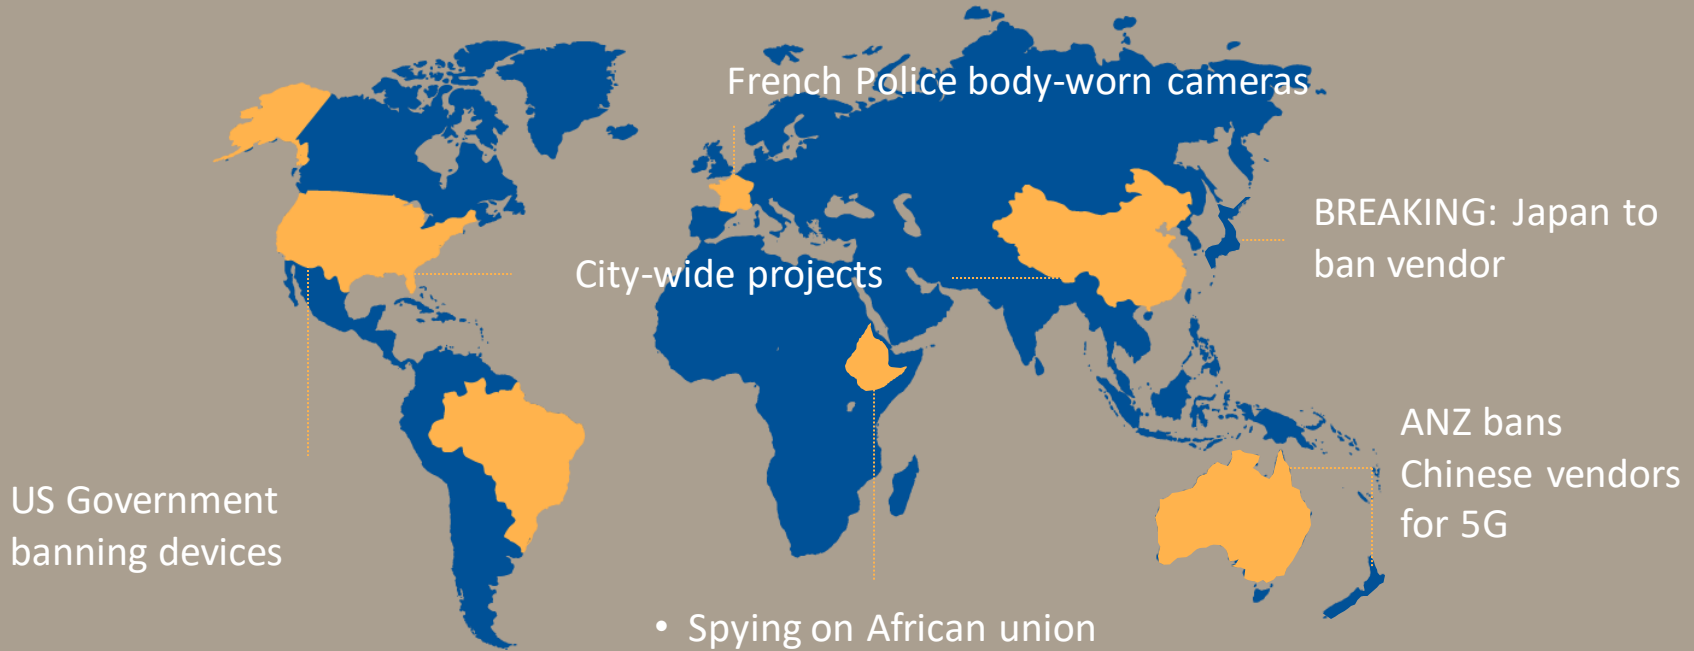 French Police body-worn cameras
BREAKING: Japan to
ban vendor
City-wide projects
ANZ bans
Chinese vendors
for 5G
US Government
banning devices
• Spying on African union